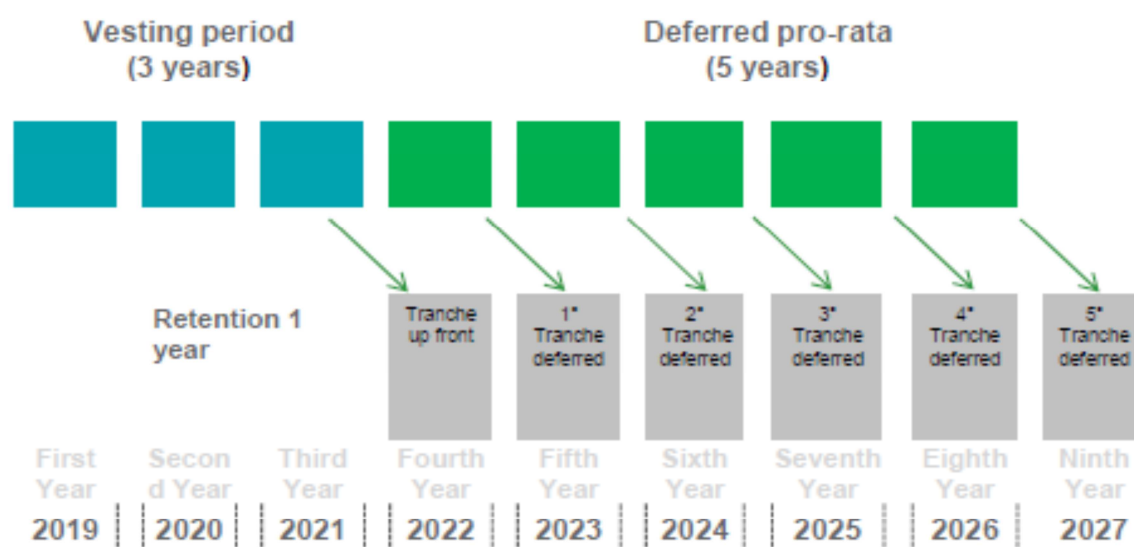 Vesting period
(3 years)
Deferred pro-rata
(5 years)
Retention 1
year
Tranche
up front
1°
Tranche
deferred
2°
Tranche
deferred
3°
Tranche
deferred
4°
Tranche
deferred
5°
Tranche
deferred
First
Year
Secon
d Year
Third
Year
Fourth
Year
Fifth
Year
Sixth
Year
Seventh
Year
Eighth
Year
Ninth
Year
2019 2020 2021 2022 2023 2024 2025 2026 2027